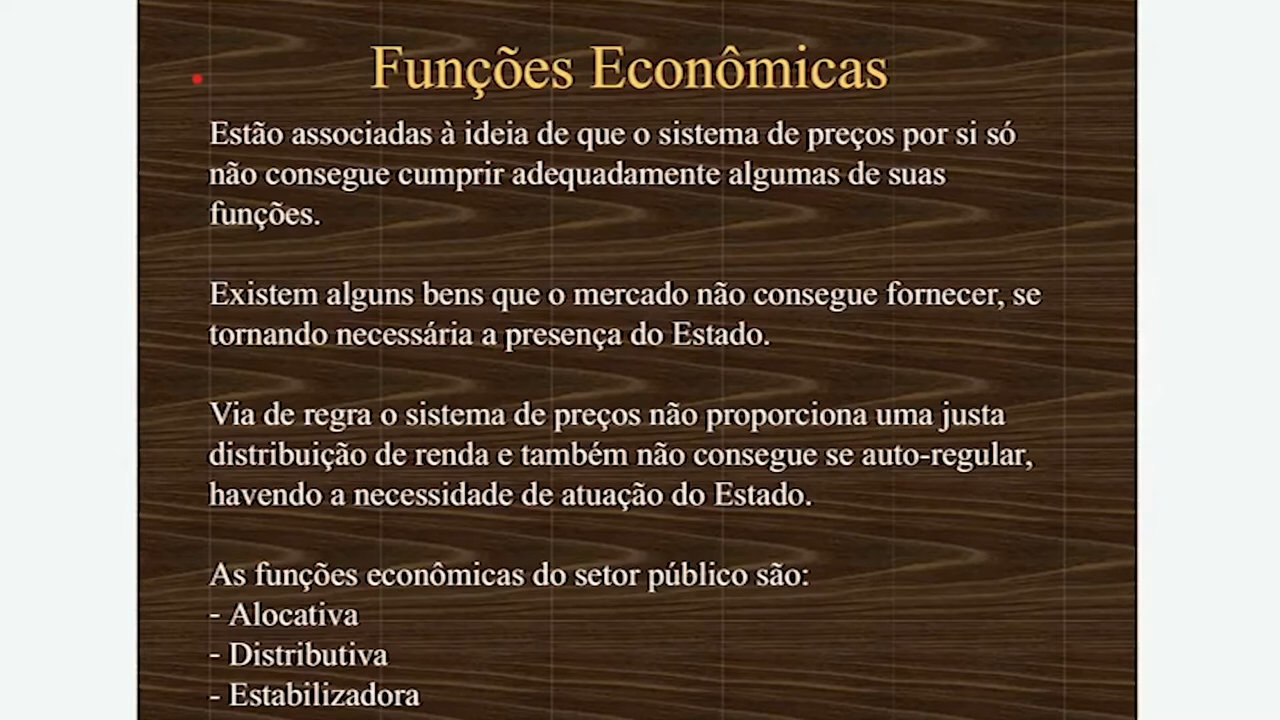 Funções Econômicas
Estão associadas à ideia de que o sistema de preços por si só
não consegue cumprir adequadamente algumas de suas
funções.
Existem alguns bens que o mercado não consegue fornecer, se
tornando necessária a presença do Estado.
Via de regra o sistema de preços não proporciona uma justa
distribuição de renda e também não consegue se auto-regular,
havendo a necessidade de atuação do Estado.
As funções econômicas do setor público são:
- Alocativa
- Distributiva
- Estabilizadora